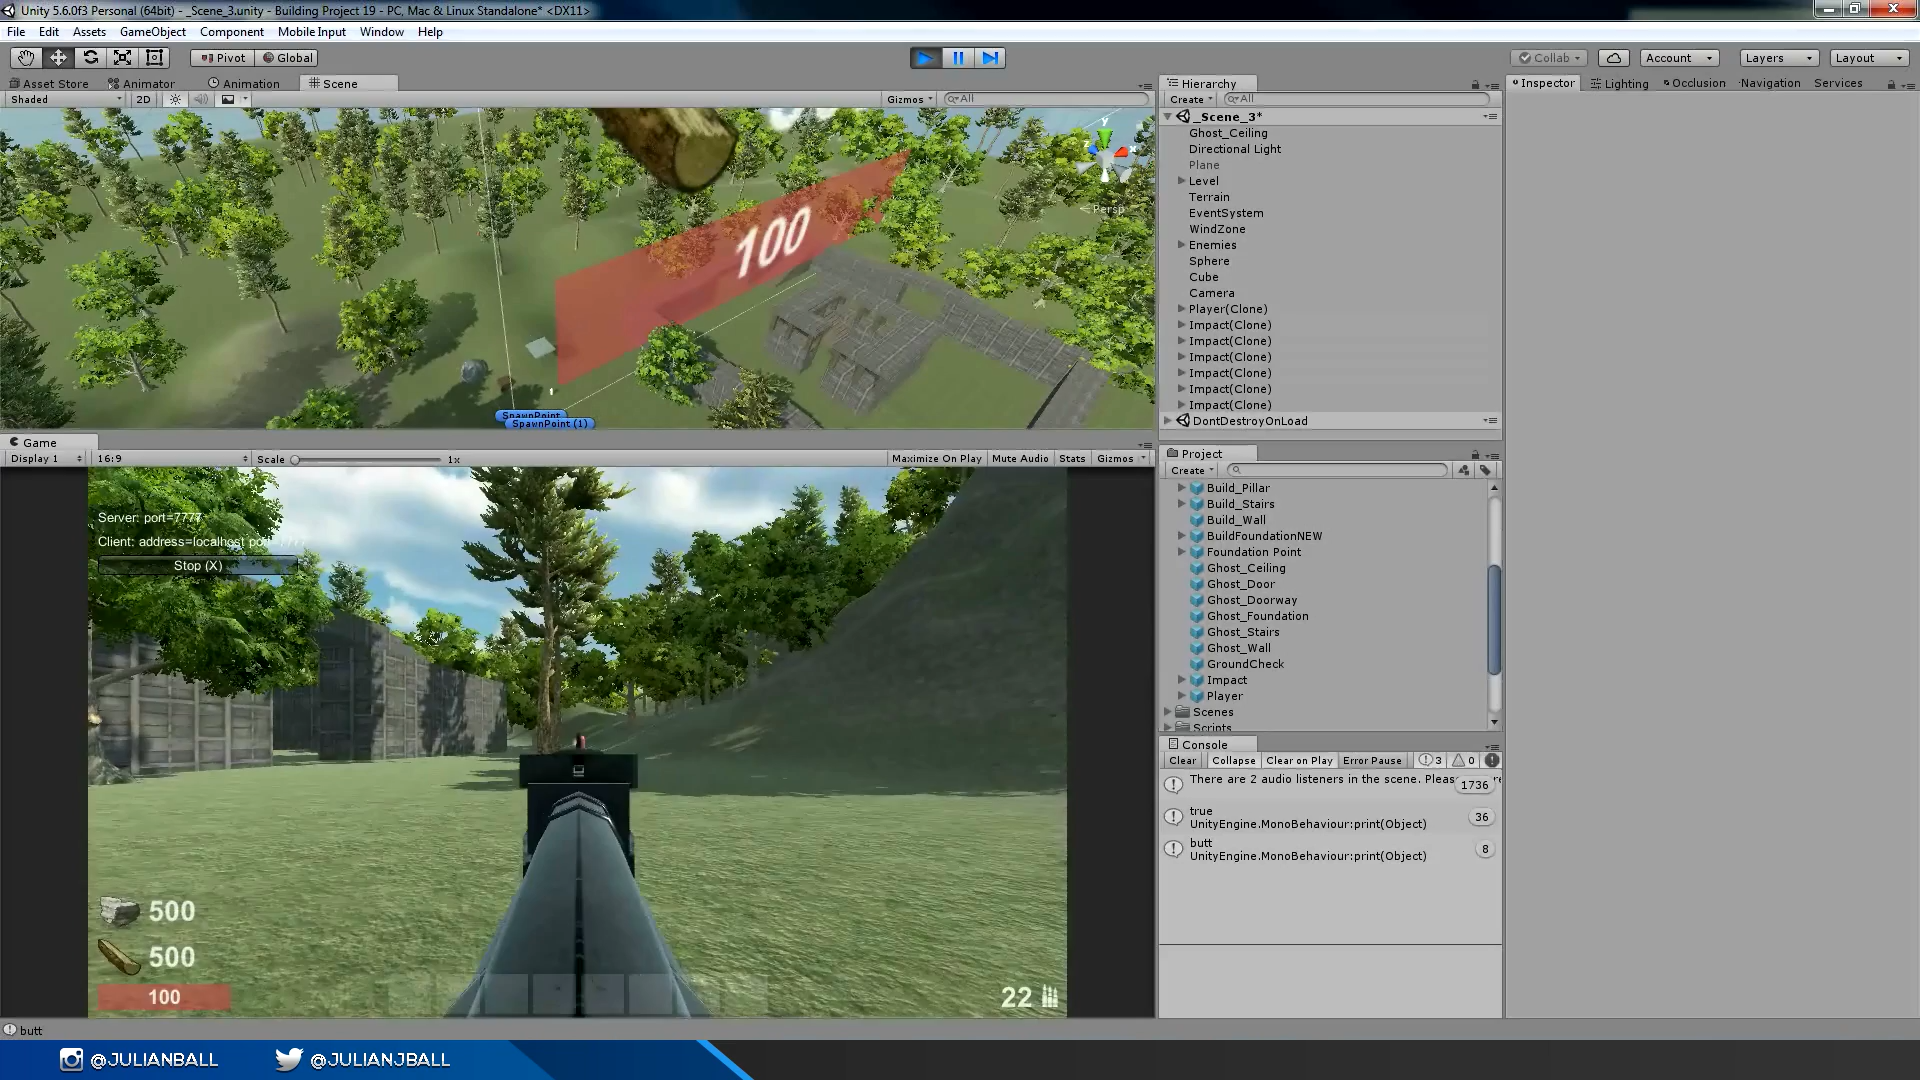 Unity 5.6.0f3 Personal (64bit) - _Scene_3.unity - Building Project 19 - PC, Mac & Linux Standalone* <DX11>
File Edit Assets GameObject Component Mobile Input Window Help
Pivot Global Collab Account Layers Layout
Asset Store Animator Animation Scene
Shaded 2D Gizmos All
y
z
x
Persp
100
SpawnPoint
SpawnPoint (1)
Game
Display 1 16:9 Scale 1x Maximize On Play Mute Audio Stats Gizmos
Server: port=7777
Client: address=localhost port=7777
Stop (X)
500
500
100
22
Hierarchy
Create All
_Scene_3*
Ghost_Ceiling
Directional Light
Plane
Level
Terrain
EventSystem
WindZone
Enemies
Sphere
Cube
Camera
Player(Clone)
Impact(Clone)
Impact(Clone)
Impact(Clone)
Impact(Clone)
Impact(Clone)
Impact(Clone)
DontDestroyOnLoad
Project
Create
Build_Pillar
Build_Stairs
Build_Wall
BuildFoundationNEW
Foundation Point
Ghost_Ceiling
Ghost_Door
Ghost_Doorway
Ghost_Foundation
Ghost_Stairs
Ghost_Wall
GroundCheck
Impact
Player
Scenes
Scripts
Console
Clear Collapse Clear on Play Error Pause 3 0
There are 2 audio listeners in the scene. Pleas
1736
true
UnityEngine.MonoBehaviour:print(Object)
36
butt
UnityEngine.MonoBehaviour:print(Object)
8
Inspector Lighting Occlusion Navigation Services
butt
@JULIANBALL @JULIANJBALL